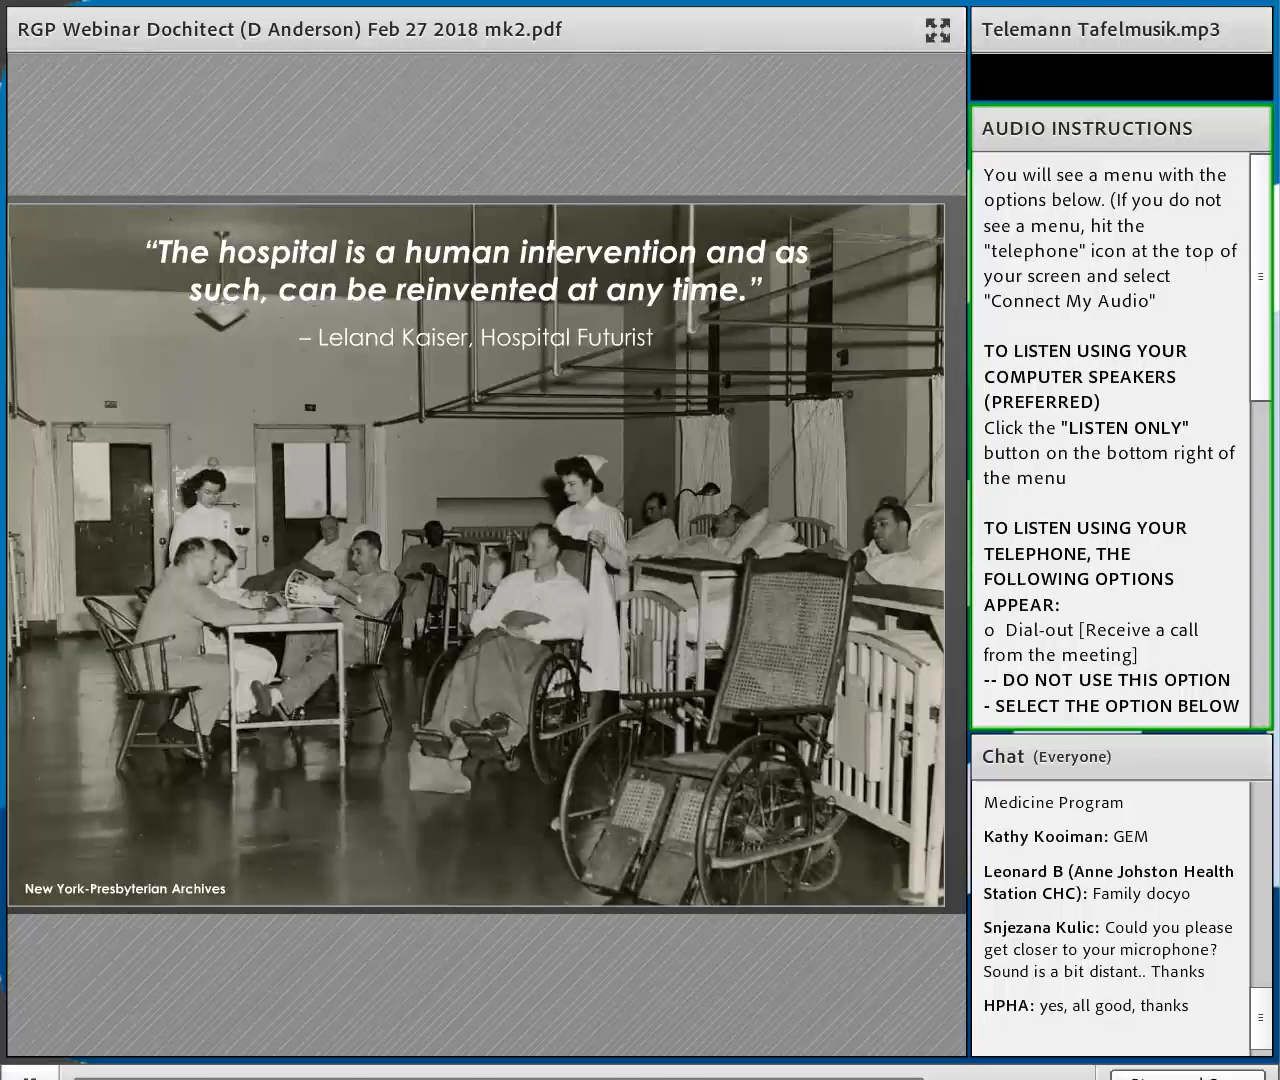 RGP Webinar Dochitect (D Anderson) Feb 27 2018 mk2.pdf
“The hospital is a human intervention and as
such, can be reinvented at any time.”
– Leland Kaiser, Hospital Futurist
New York-Presbyterian Archives
Telemann Tafelmusik.mp3
AUDIO INSTRUCTIONS
You will see a menu with the
options below. (If you do not
see a menu, hit the
"telephone" icon at the top of
your screen and select
"Connect My Audio"
TO LISTEN USING YOUR
COMPUTER SPEAKERS
(PREFERRED)
Click the "LISTEN ONLY"
button on the bottom right of
the menu
TO LISTEN USING YOUR
TELEPHONE, THE
FOLLOWING OPTIONS
APPEAR:
o Dial-out [Receive a call
from the meeting]
-- DO NOT USE THIS OPTION
- SELECT THE OPTION BELOW
Chat (Everyone)
Medicine Program
Kathy Kooiman: GEM
Leonard B (Anne Johston Health
Station CHC): Family docyo
Snjezana Kulic: Could you please
get closer to your microphone?
Sound is a bit distant.. Thanks
HPHA: yes, all good, thanks